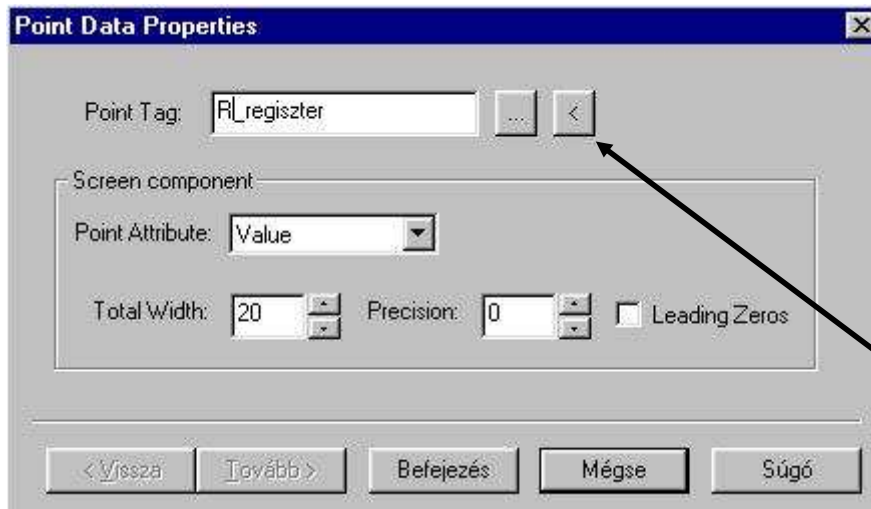 Point Data Properties
Point Tag: R_regiszter ... <
Screen component
Point Attribute: Value
Total Width: 20 Precision: 0 Leading Zeros
< Vissza Tovább > Befejezés Mégse Súgó